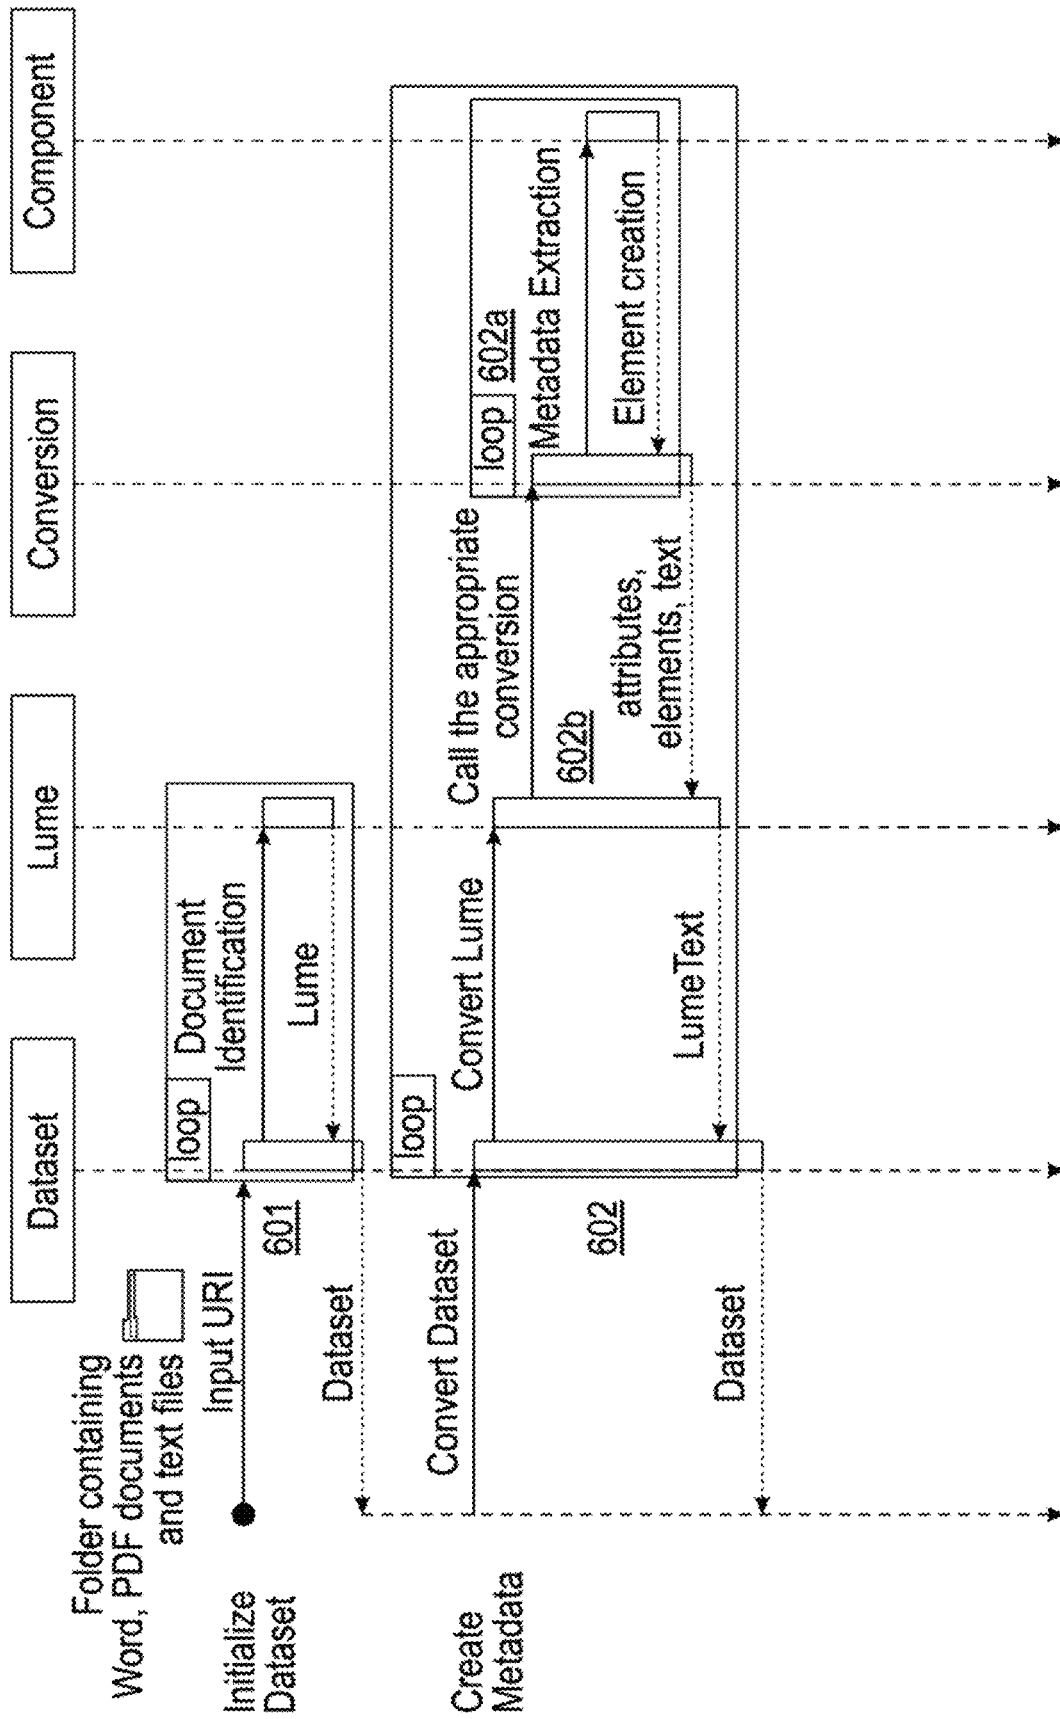 Dataset
Lume
Conversion
Component
Folder containing
Word, PDF documents
and text files
Initialize
Dataset
Input URI
601
loop
Document
Identification
Lume
Dataset
Create
Metadata
Convert Dataset
602
loop
Convert Lume
Call the appropriate
conversion
602b
loop
602a
Metadata Extraction
Element creation
attributes,
elements, text
LumeText
Dataset